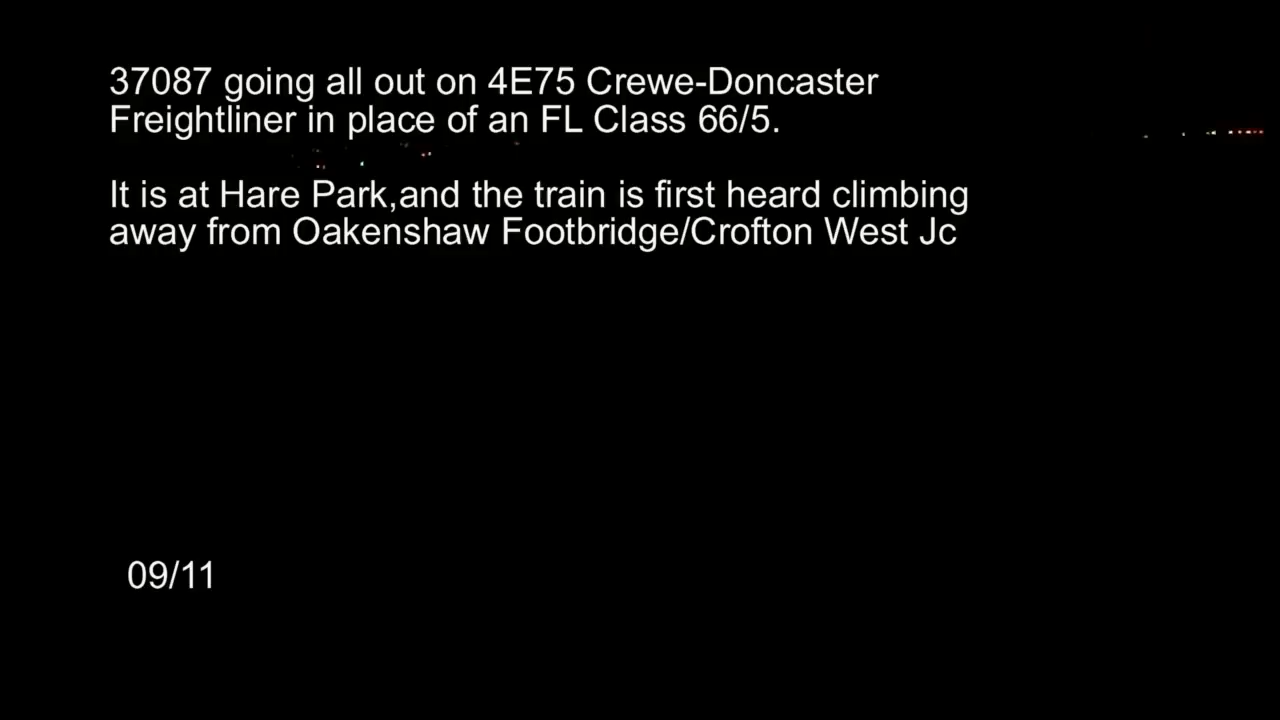 37087 going all out on 4E75 Crewe-Doncaster
Freightliner in place of an FL Class 66/5.
It is at Hare Park,and the train is first heard climbing
away from Oakenshaw Footbridge/Crofton West Jc
09/11